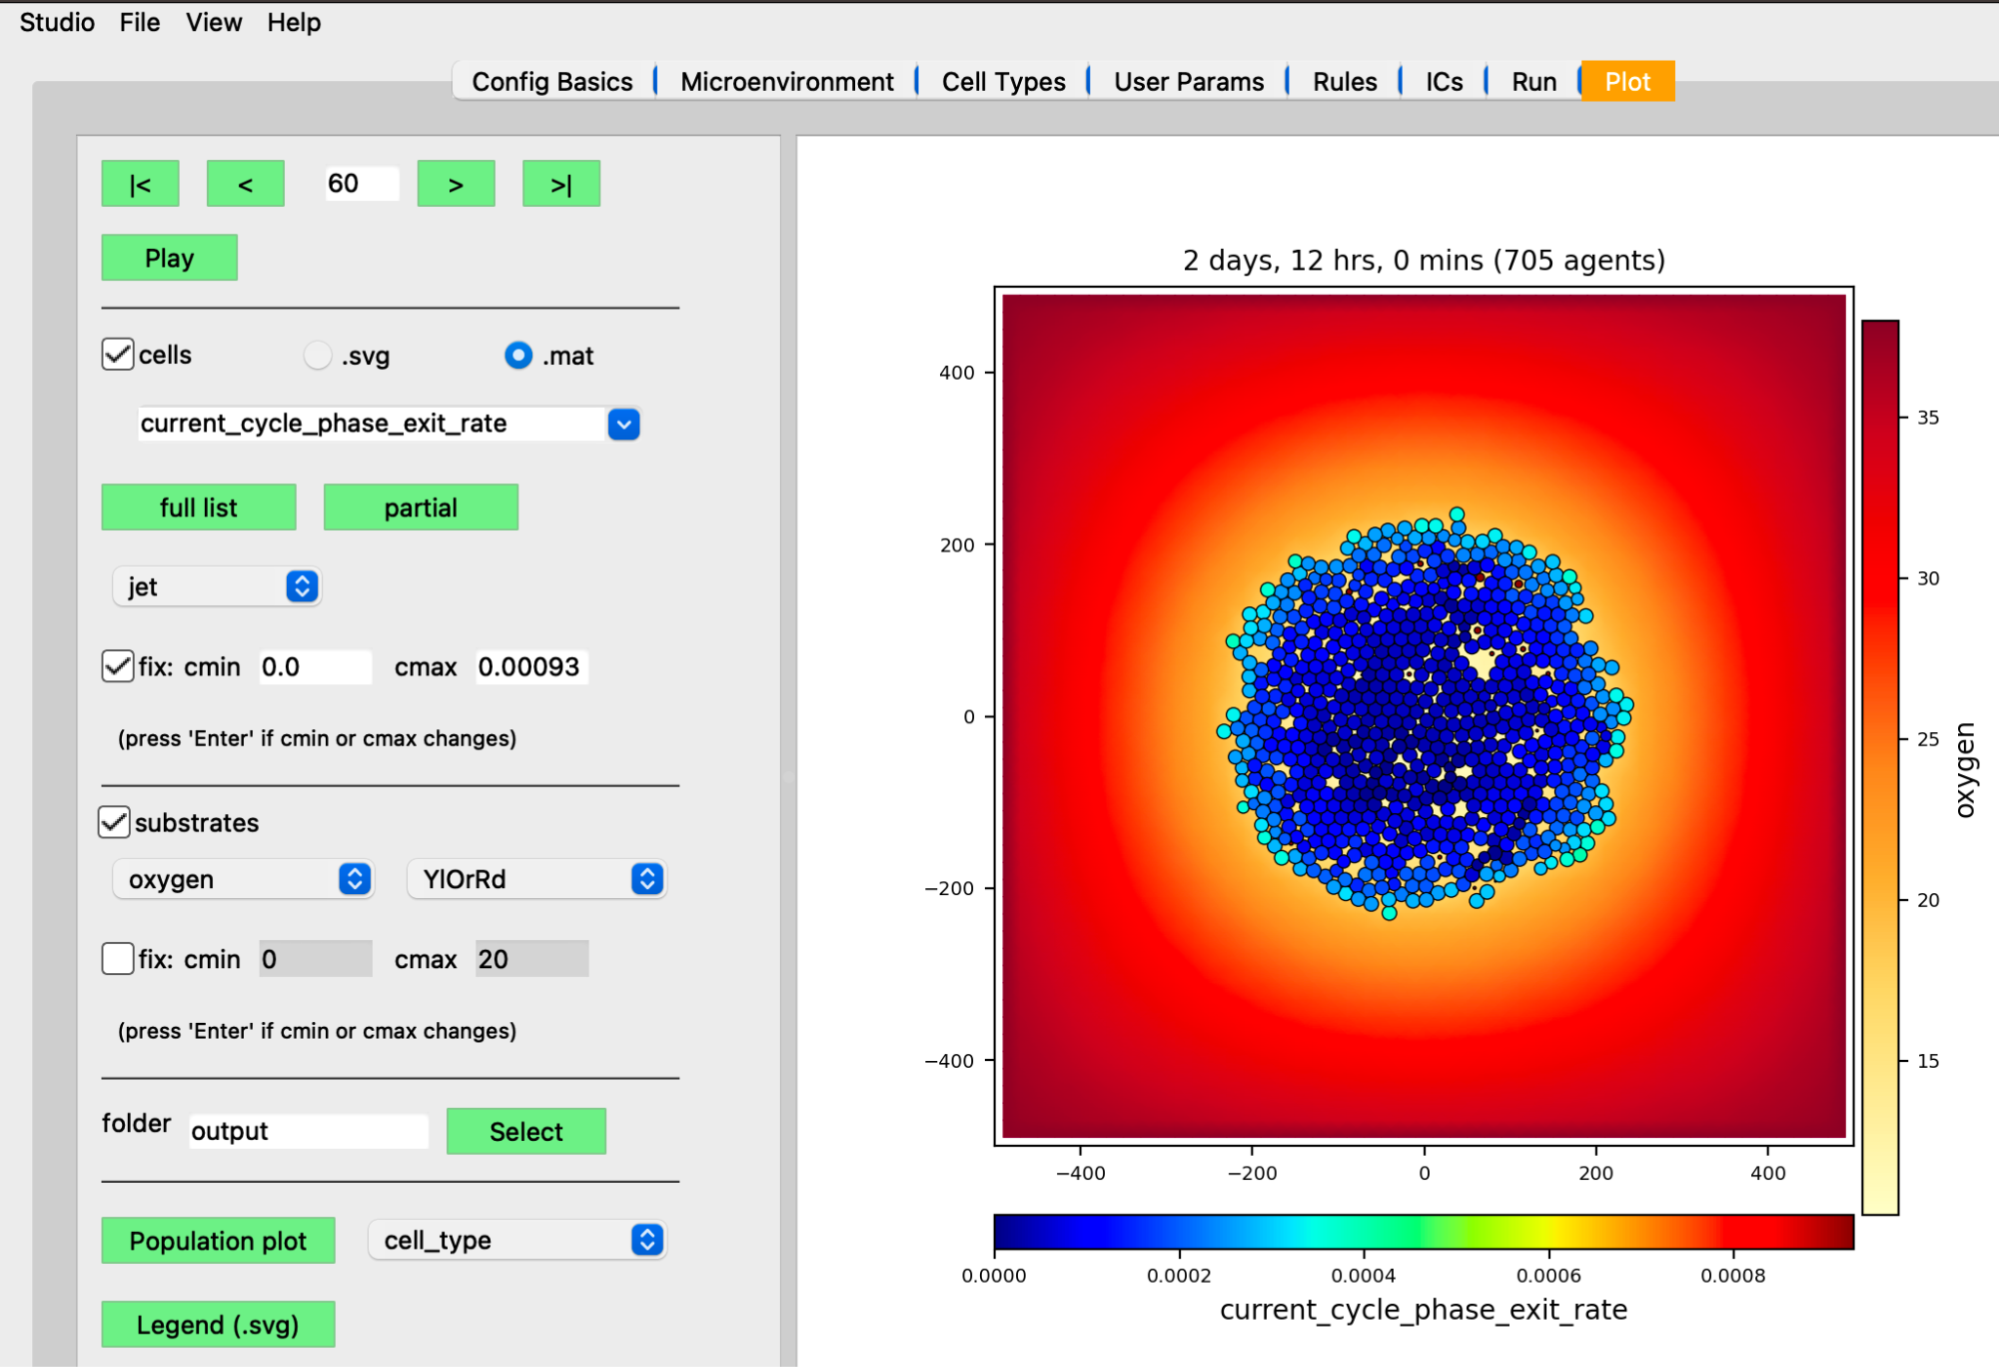 Studio File View Help
Config Basics Microenvironment Cell Types User Params Rules ICs Run Plot
|< < 60 > >|
Play
cells .svg .mat
current_cycle_phase_exit_rate
full list partial
jet
fix: cmin 0.0 cmax 0.00093
(press 'Enter' if cmin or cmax changes)
substrates
oxygen YlOrRd
fix: cmin 0 cmax 20
(press 'Enter' if cmin or cmax changes)
folder output Select
Population plot cell_type
Legend (.svg)
2 days, 12 hrs, 0 mins (705 agents)
400
200
0
−200
−400
−400 −200 0 200 400
35
30
25
20
15
oxygen
0.0000 0.0002 0.0004 0.0006 0.0008
current_cycle_phase_exit_rate